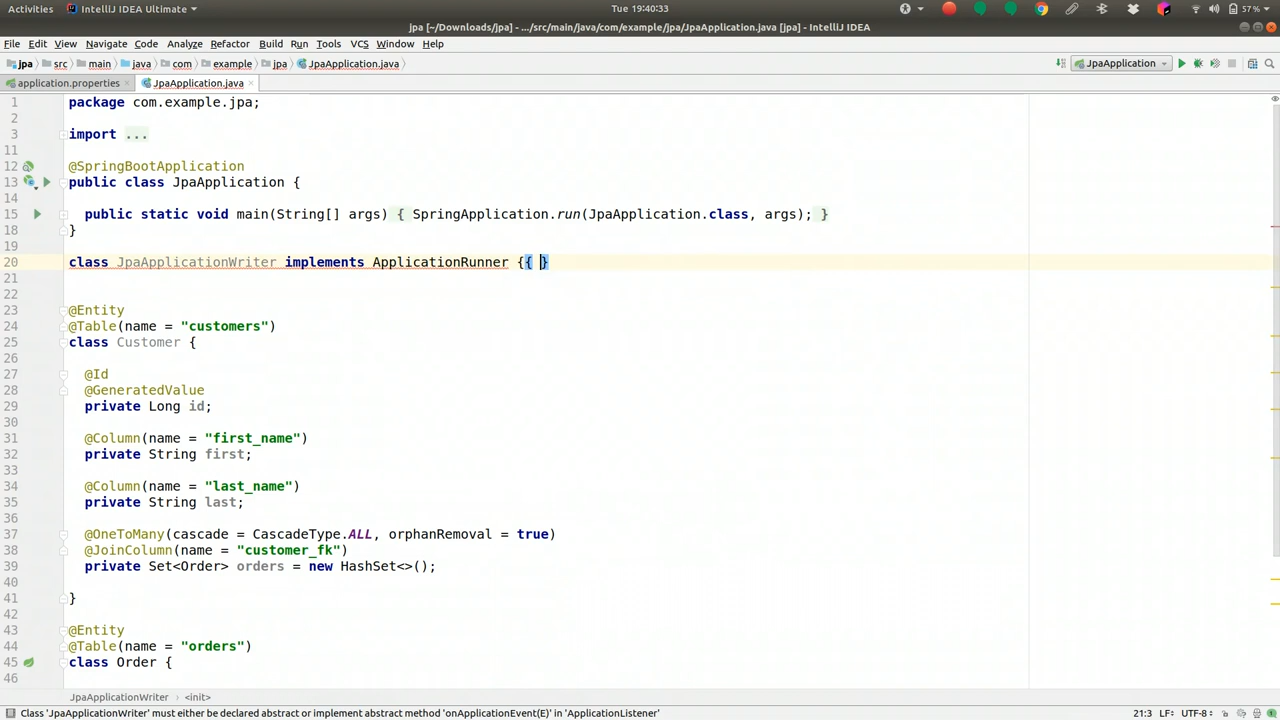 Activities IntelliJ IDEA Ultimate Tue 19:40:33 57 %
jpa [~/Downloads/jpa] - .../src/main/java/com/example/jpa/JpaApplication.java [jpa] - IntelliJ IDEA
File Edit View Navigate Code Analyze Refactor Build Run Tools VCS Window Help
jpa src main java com example jpa JpaApplication.java JpaApplication
application.properties JpaApplication.java
1 package com.example.jpa;
2
3 import ...
11
12 @SpringBootApplication
13 public class JpaApplication {
14
15 public static void main(String[] args) { SpringApplication.run(JpaApplication.class, args); }
18 }
19
20 class JpaApplicationWriter implements ApplicationRunner {{ }
21
22
23 @Entity
24 @Table(name = "customers")
25 class Customer {
26
27 @Id
28 @GeneratedValue
29 private Long id;
30
31 @Column(name = "first_name")
32 private String first;
33
34 @Column(name = "last_name")
35 private String last;
36
37 @OneToMany(cascade = CascadeType.ALL, orphanRemoval = true)
38 @JoinColumn(name = "customer_fk")
39 private Set<Order> orders = new HashSet<>();
40
41 }
42
43 @Entity
44 @Table(name = "orders")
45 class Order {
46
JpaApplicationWriter <init>
Class 'JpaApplicationWriter' must either be declared abstract or implement abstract method 'onApplicationEvent(E)' in 'ApplicationListener' 21:3 LF UTF-8